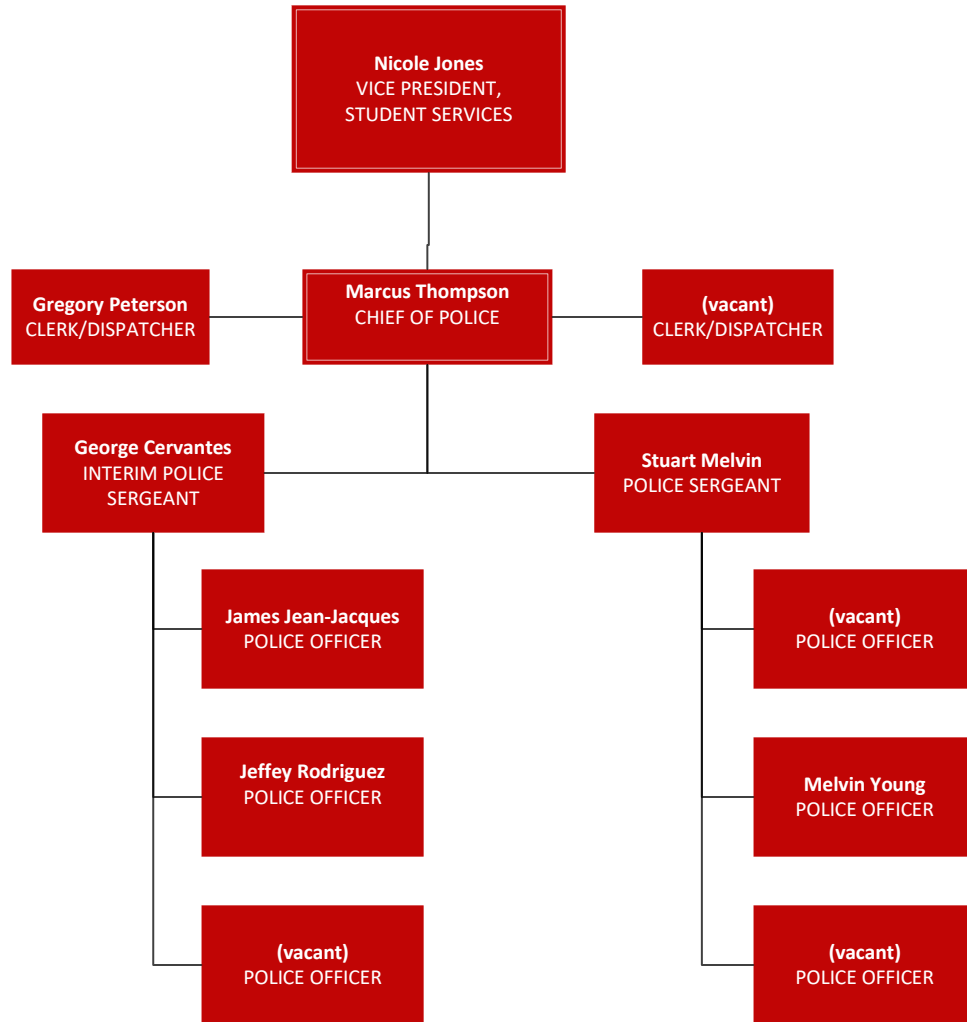 Nicole Jones
VICE PRESIDENT,
STUDENT SERVICES
Gregory Peterson
CLERK/DISPATCHER
Marcus Thompson
CHIEF OF POLICE
(vacant)
CLERK/DISPATCHER
George Cervantes
INTERIM POLICE
SERGEANT
Stuart Melvin
POLICE SERGEANT
James Jean-Jacques
POLICE OFFICER
(vacant)
POLICE OFFICER
Jeffey Rodriguez
POLICE OFFICER
Melvin Young
POLICE OFFICER
(vacant)
POLICE OFFICER
(vacant)
POLICE OFFICER